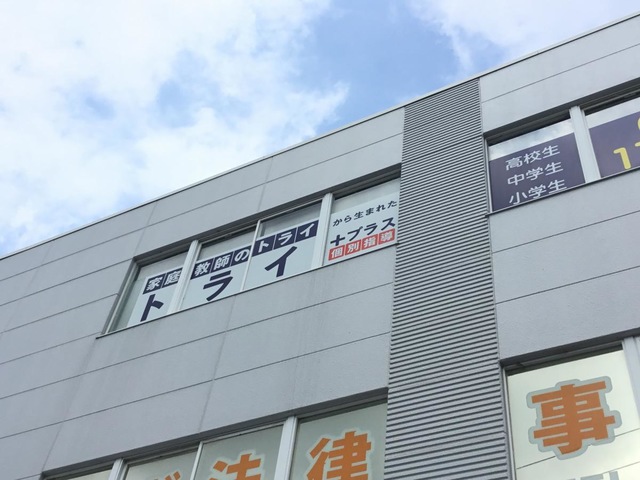 家庭教師のトライ
から生まれた
トライ
+プラス
個別指導
高校生
中学生
小学生
法律
事